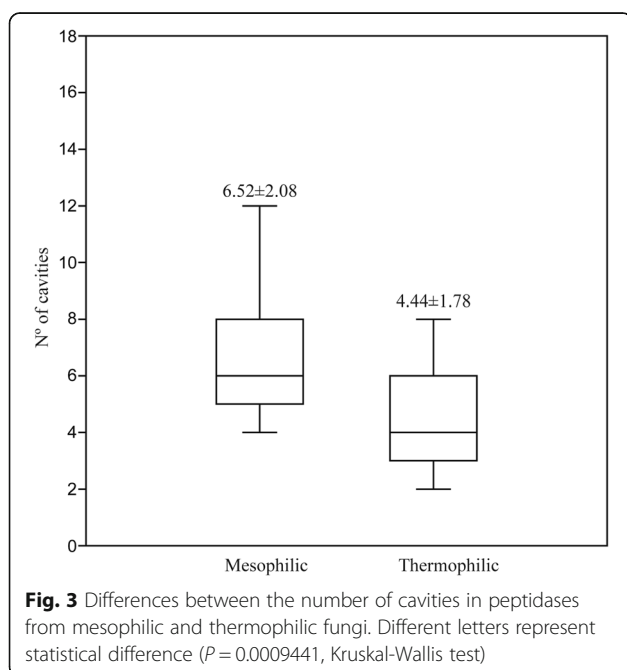 18
16
14
12
10
8
6
4
2
0
Nº of cavities
6.52±2.08
4.44±1.78
Mesophilic
Thermophilic
Fig. 3 Differences between the number of cavities in peptidases
from mesophilic and thermophilic fungi. Different letters represent
statistical difference (P = 0.0009441, Kruskal-Wallis test)